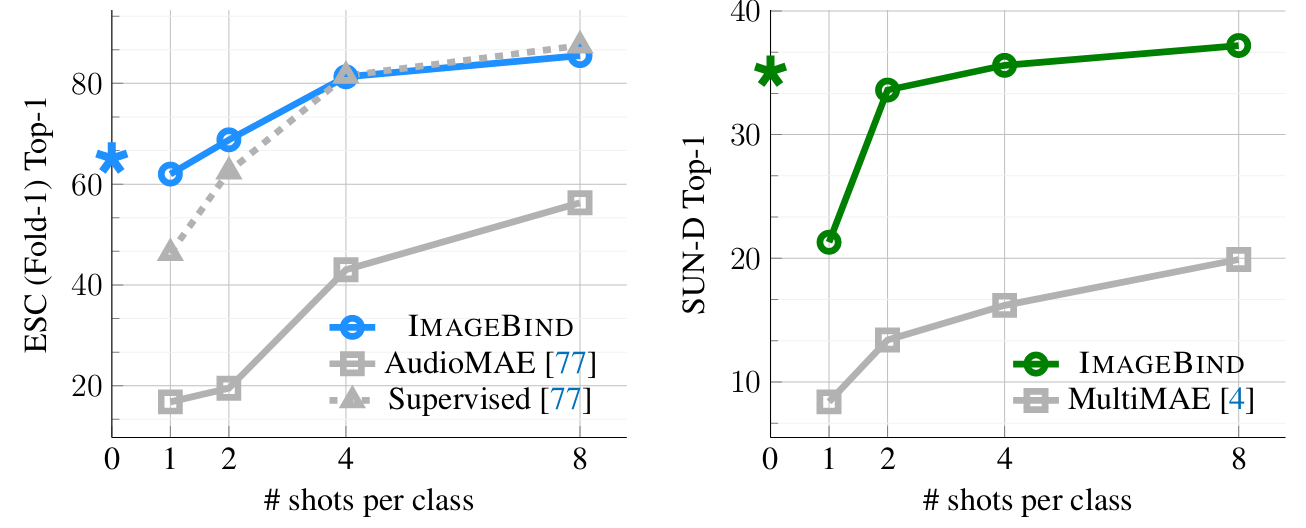 ESC (Fold-1) Top-1
80
60
40
20
IMAGEBIND
AudioMAE [77]
Supervised [77]
0 1 2 4 8
# shots per class
SUN-D Top-1
40
30
20
10
IMAGEBIND
MultiMAE [4]
0 1 2 4 8
# shots per class